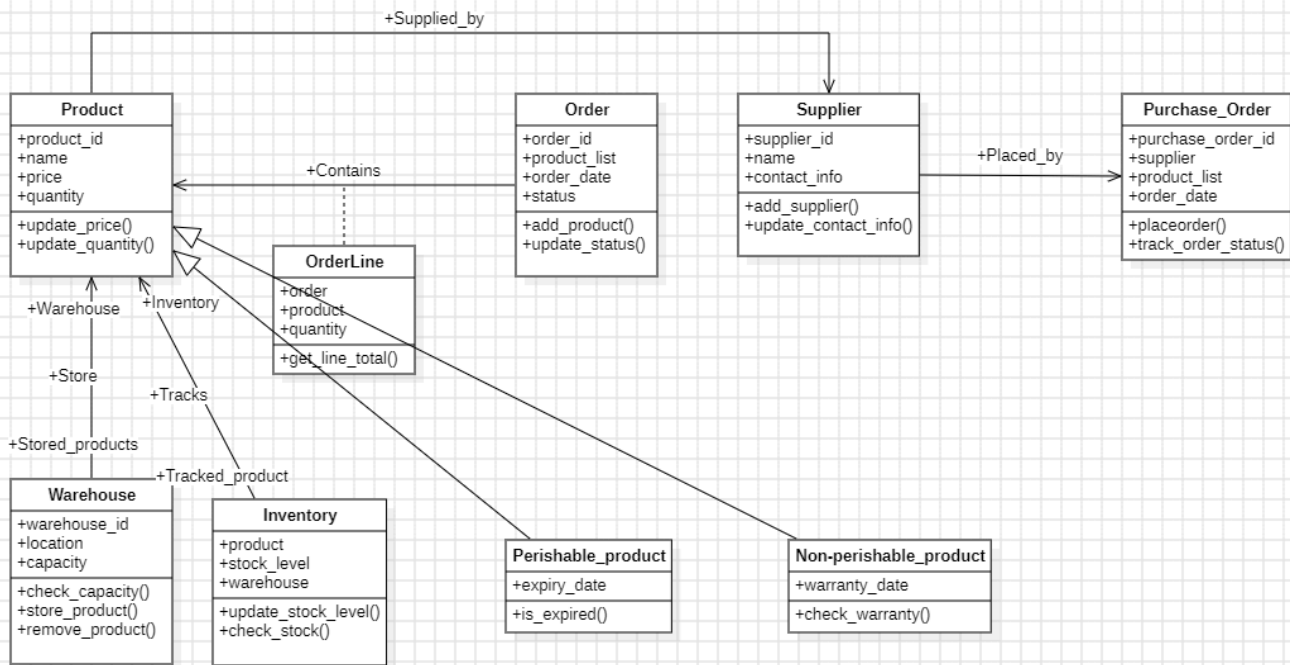 +Supplied_by
Product
+product_id
+name
+price
+quantity
+update_price()
+update_quantity()
+Contains
Order
+order_id
+product_list
+order_date
+status
+add_product()
+update_status()
Supplier
+supplier_id
+name
+contact_info
+add_supplier()
+update_contact_info()
+Placed_by
Purchase_Order
+purchase_order_id
+supplier
+product_list
+order_date
+placeorder()
+track_order_status()
OrderLine
+order
+product
+quantity
+get_line_total()
+Warehouse
+Inventory
+Store
+Tracks
+Stored_products
+Tracked_product
Warehouse
+warehouse_id
+location
+capacity
+check_capacity()
+store_product()
+remove_product()
Inventory
+product
+stock_level
+warehouse
+update_stock_level()
+check_stock()
Perishable_product
+expiry_date
+is_expired()
Non-perishable_product
+warranty_date
+check_warranty()